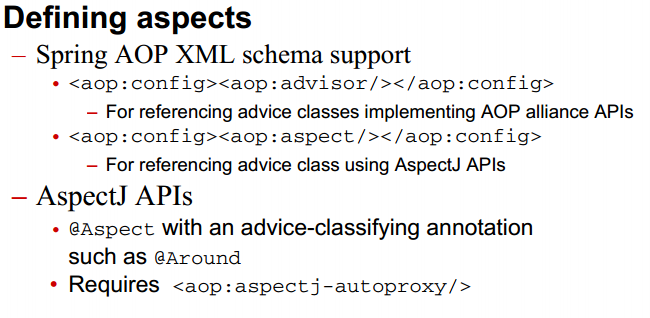 Defining aspects
– Spring AOP XML schema support
• <aop:config><aop:advisor/></aop:config>
– For referencing advice classes implementing AOP alliance APIs
• <aop:config><aop:aspect/></aop:config>
– For referencing advice class using AspectJ APIs
– AspectJ APIs
• @Aspect with an advice-classifying annotation
such as @Around
• Requires <aop:aspectj-autoproxy/>